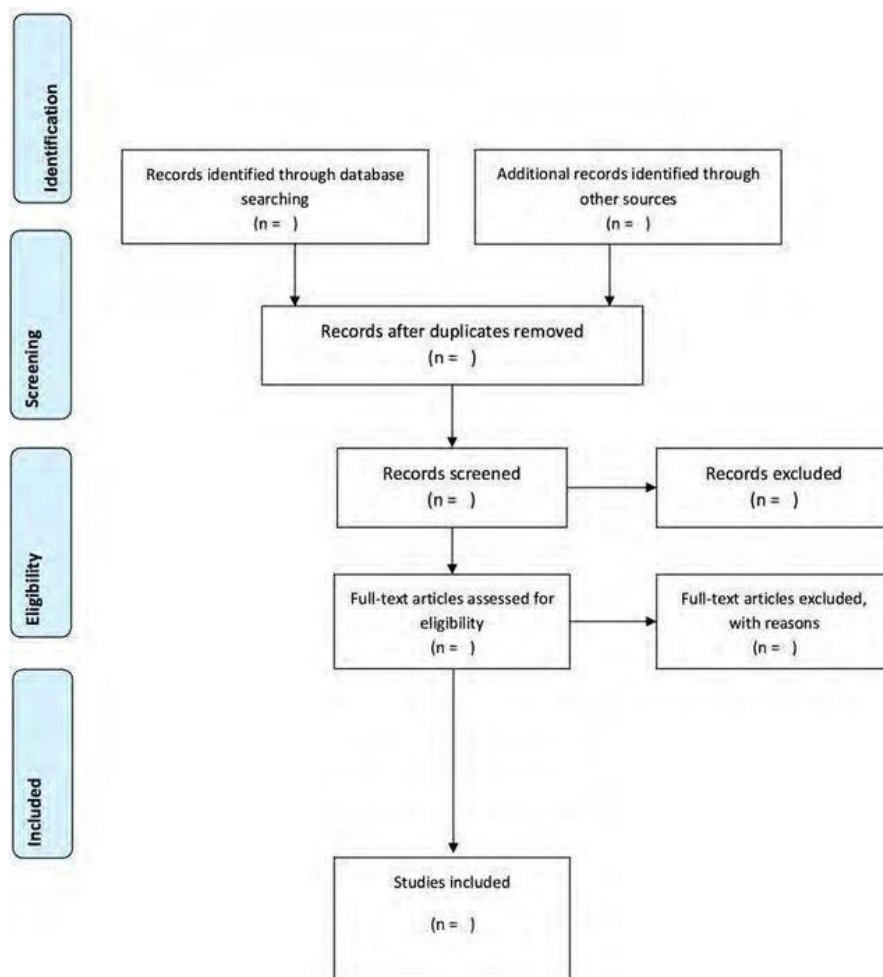 Identification
Records identified through database
searching
(n =   )
Additional records identified through
other sources
(n =   )
Screening
Records after duplicates removed
(n =   )
Records screened
(n =   )
Records excluded
(n =   )
Eligibility
Full-text articles assessed for
eligibility
(n =   )
Full-text articles excluded,
with reasons
(n =   )
Included
Studies included
(n =   )